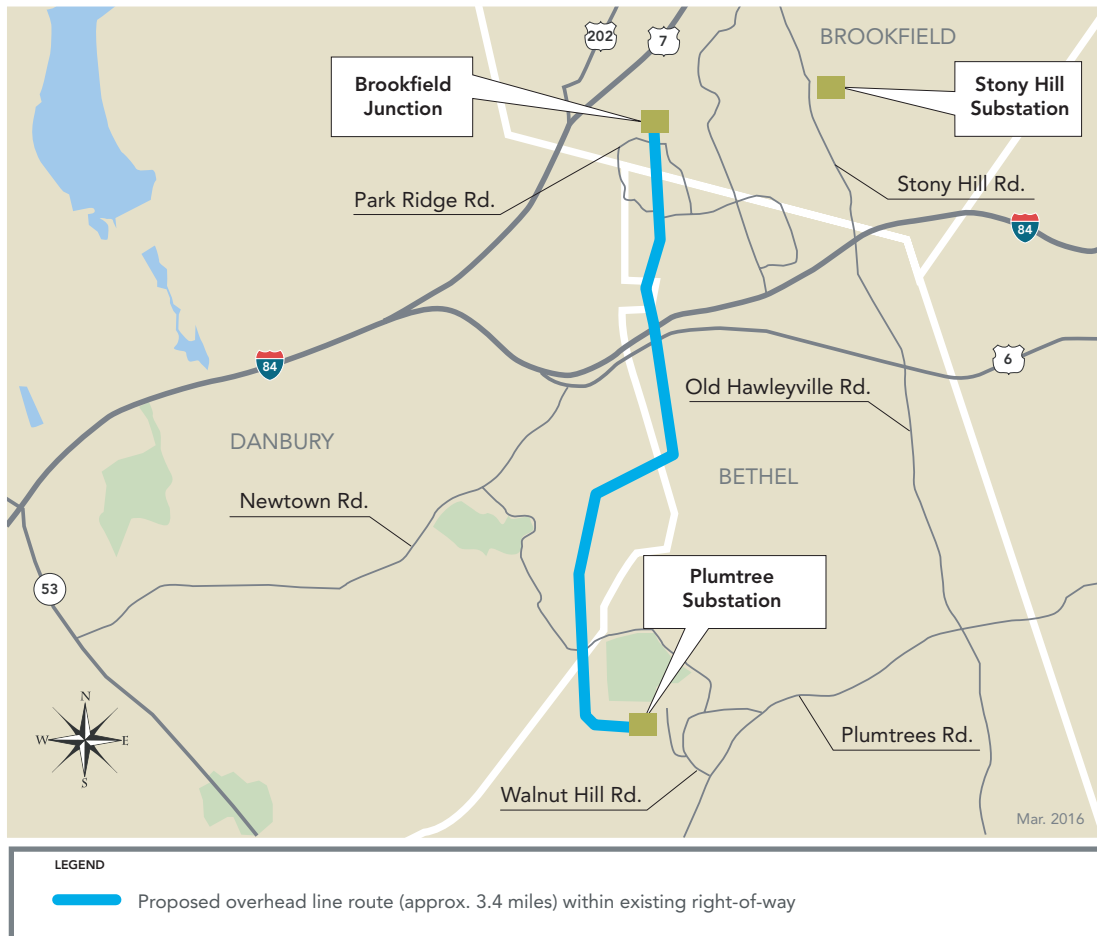 202
7
BROOKFIELD
Brookfield
Junction
Stony Hill
Substation
Park Ridge Rd.
Stony Hill Rd.
84
84
6
Old Hawleyville Rd.
DANBURY
BETHEL
Newtown Rd.
Plumtree
Substation
53
N
W
E
S
Plumtrees Rd.
Walnut Hill Rd.
Mar. 2016
LEGEND
Proposed overhead line route (approx. 3.4 miles) within existing right-of-way